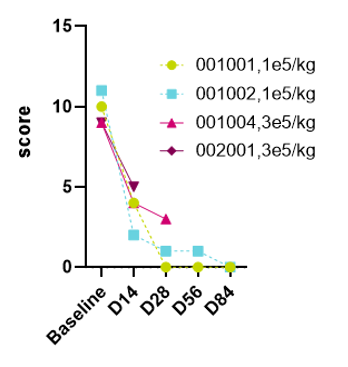 15
10
5
0
score
001001,1e5/kg
001002,1e5/kg
001004,3e5/kg
002001,3e5/kg
Baseline
D14
D28
D56
D84